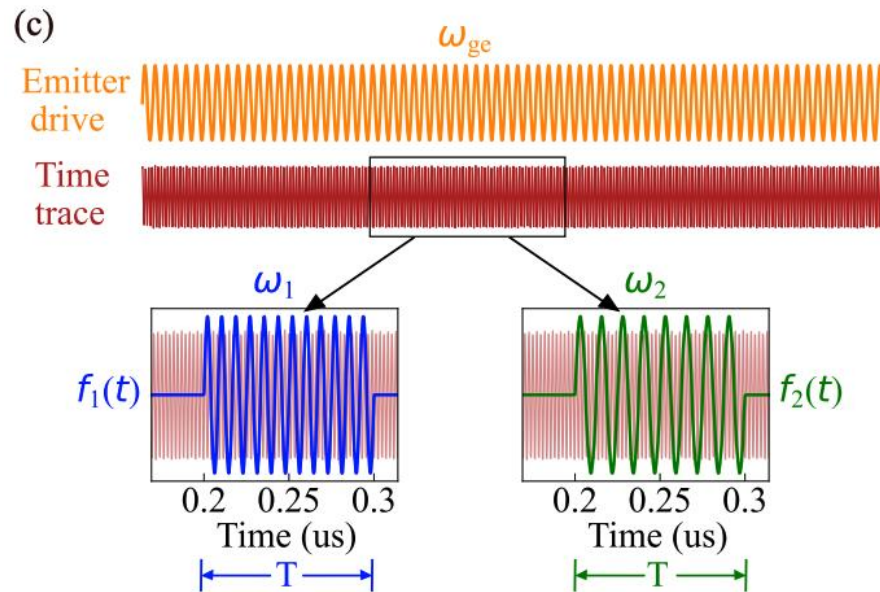 (c)
ω_ge
Emitter
drive
Time
trace
ω₁
ω₂
f₁(t)
f₂(t)
0.2 0.25 0.3
0.2 0.25 0.3
Time (us)
Time (us)
T
T